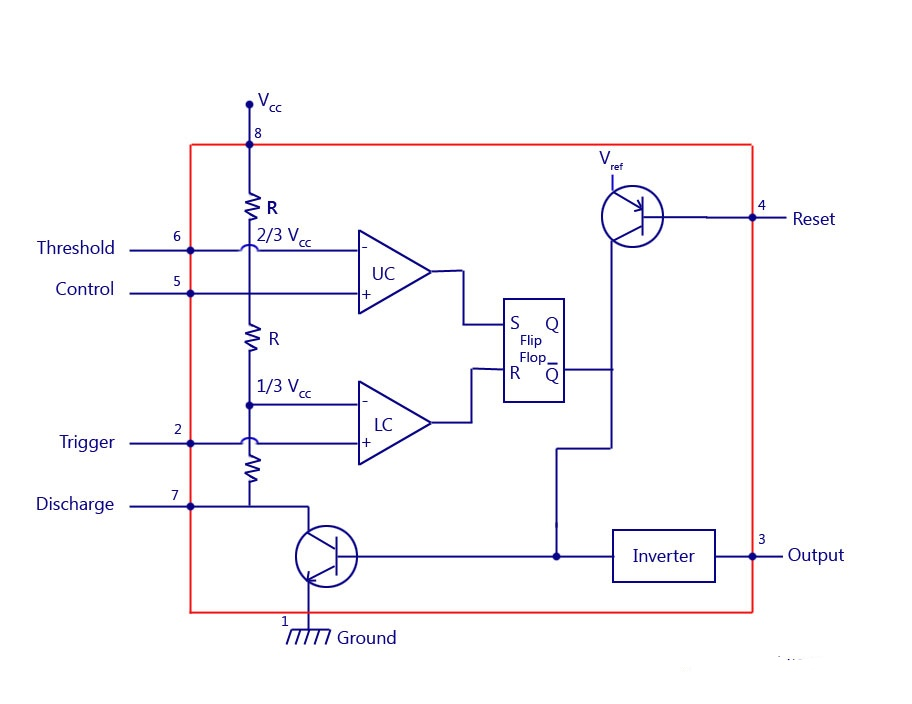 Vcc
8
Vref
R
4
Reset
6
2/3 Vcc
Threshold
-
5
UC
Control
+
S Q
R
Flip
Flop
R Q̅
1/3 Vcc
-
2
LC
Trigger
+
7
Discharge
3
Inverter
Output
1
Ground